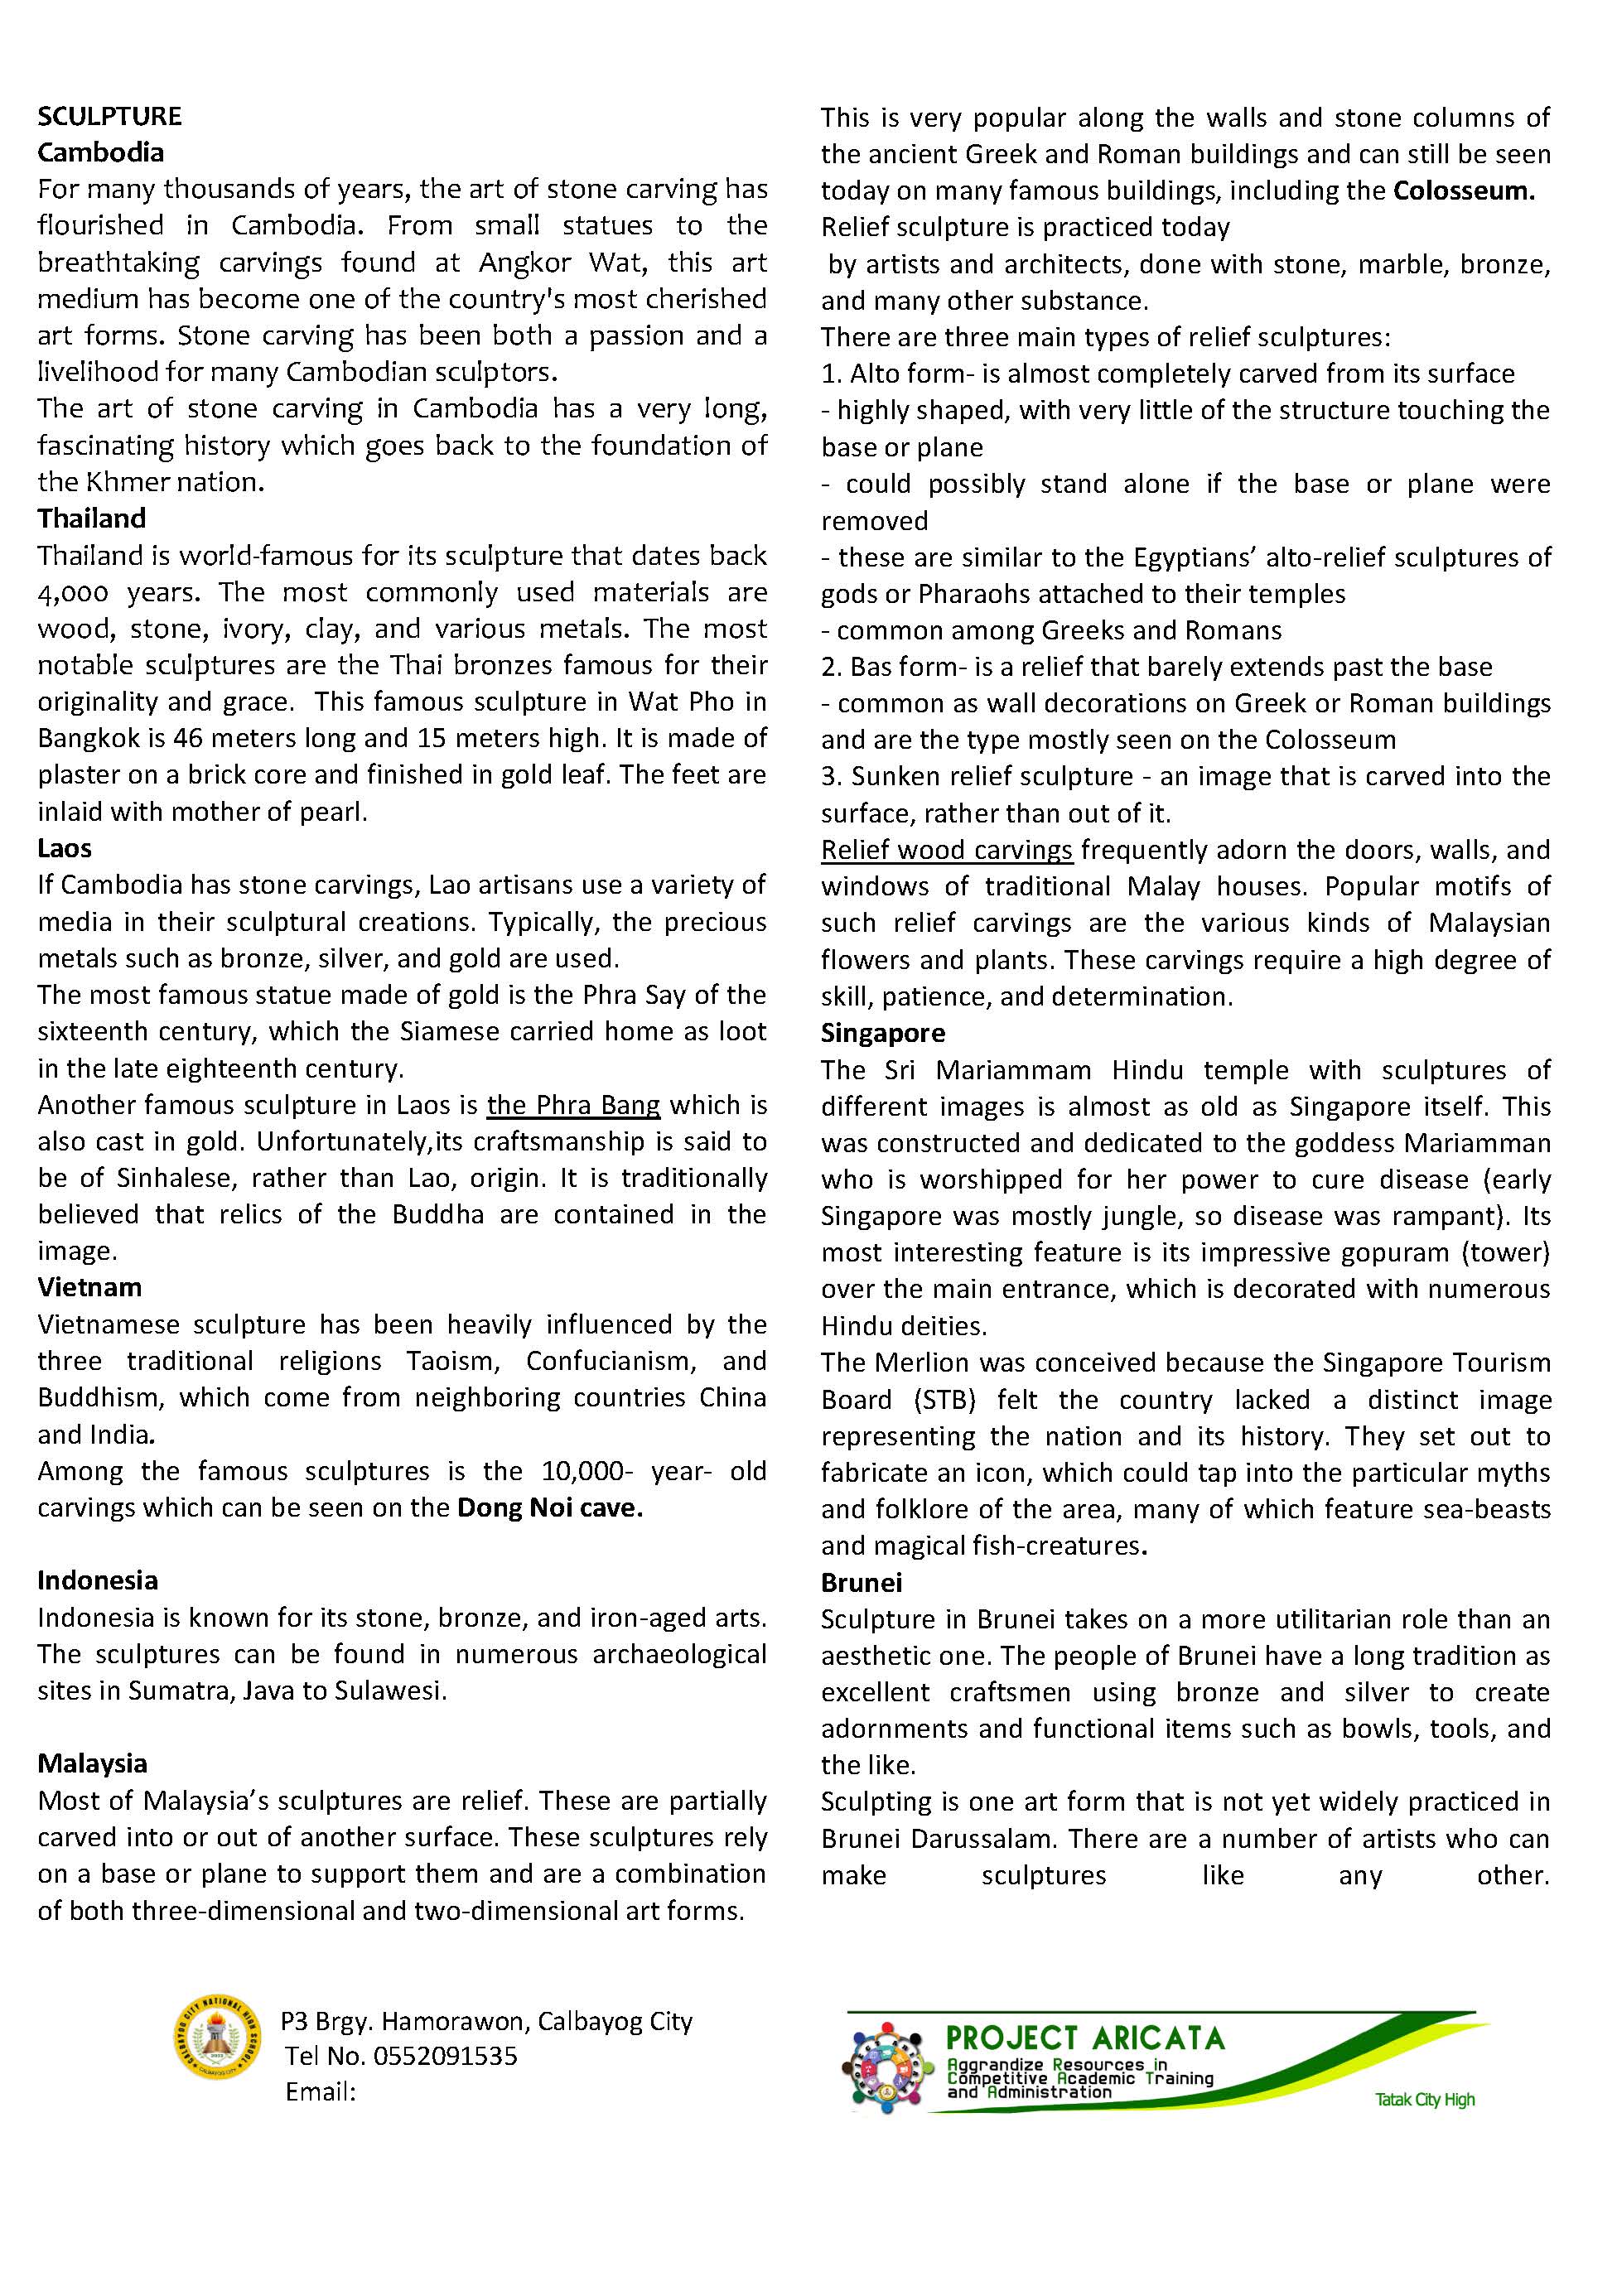 SCULPTURE
Cambodia
For many thousands of years, the art of stone carving has
flourished in Cambodia. From small statues to the
breathtaking carvings found at Angkor Wat, this art
medium has become one of the country's most cherished
art forms. Stone carving has been both a passion and a
livelihood for many Cambodian sculptors.
The art of stone carving in Cambodia has a very long,
fascinating history which goes back to the foundation of
the Khmer nation.
Thailand
Thailand is world-famous for its sculpture that dates back
4,000 years. The most commonly used materials are
wood, stone, ivory, clay, and various metals. The most
notable sculptures are the Thai bronzes famous for their
originality and grace. This famous sculpture in Wat Pho in
Bangkok is 46 meters long and 15 meters high. It is made of
plaster on a brick core and finished in gold leaf. The feet are
inlaid with mother of pearl.
Laos
If Cambodia has stone carvings, Lao artisans use a variety of
media in their sculptural creations. Typically, the precious
metals such as bronze, silver, and gold are used.
The most famous statue made of gold is the Phra Say of the
sixteenth century, which the Siamese carried home as loot
in the late eighteenth century.
Another famous sculpture in Laos is the Phra Bang which is
also cast in gold. Unfortunately,its craftsmanship is said to
be of Sinhalese, rather than Lao, origin. It is traditionally
believed that relics of the Buddha are contained in the
image.
Vietnam
Vietnamese sculpture has been heavily influenced by the
three traditional religions Taoism, Confucianism, and
Buddhism, which come from neighboring countries China
and India.
Among the famous sculptures is the 10,000- year- old
carvings which can be seen on the Dong Noi cave.
Indonesia
Indonesia is known for its stone, bronze, and iron-aged arts.
The sculptures can be found in numerous archaeological
sites in Sumatra, Java to Sulawesi.
Malaysia
Most of Malaysia’s sculptures are relief. These are partially
carved into or out of another surface. These sculptures rely
on a base or plane to support them and are a combination
of both three-dimensional and two-dimensional art forms.
This is very popular along the walls and stone columns of
the ancient Greek and Roman buildings and can still be seen
today on many famous buildings, including the Colosseum.
Relief sculpture is practiced today
by artists and architects, done with stone, marble, bronze,
and many other substance.
There are three main types of relief sculptures:
1. Alto form- is almost completely carved from its surface
- highly shaped, with very little of the structure touching the
base or plane
- could possibly stand alone if the base or plane were
removed
- these are similar to the Egyptians’ alto-relief sculptures of
gods or Pharaohs attached to their temples
- common among Greeks and Romans
2. Bas form- is a relief that barely extends past the base
- common as wall decorations on Greek or Roman buildings
and are the type mostly seen on the Colosseum
3. Sunken relief sculpture - an image that is carved into the
surface, rather than out of it.
Relief wood carvings frequently adorn the doors, walls, and
windows of traditional Malay houses. Popular motifs of
such relief carvings are the various kinds of Malaysian
flowers and plants. These carvings require a high degree of
skill, patience, and determination.
Singapore
The Sri Mariammam Hindu temple with sculptures of
different images is almost as old as Singapore itself. This
was constructed and dedicated to the goddess Mariamman
who is worshipped for her power to cure disease (early
Singapore was mostly jungle, so disease was rampant). Its
most interesting feature is its impressive gopuram (tower)
over the main entrance, which is decorated with numerous
Hindu deities.
The Merlion was conceived because the Singapore Tourism
Board (STB) felt the country lacked a distinct image
representing the nation and its history. They set out to
fabricate an icon, which could tap into the particular myths
and folklore of the area, many of which feature sea-beasts
and magical fish-creatures.
Brunei
Sculpture in Brunei takes on a more utilitarian role than an
aesthetic one. The people of Brunei have a long tradition as
excellent craftsmen using bronze and silver to create
adornments and functional items such as bowls, tools, and
the like.
Sculpting is one art form that is not yet widely practiced in
Brunei Darussalam. There are a number of artists who can
make sculptures like any other.
CALBAYOG CITY NATIONAL HIGH SCHOOL
P3 Brgy. Hamorawon, Calbayog City
Tel No. 0552091535
Email:
PROJECT ARICATA
Aggrandize Resources in
Competitive Academic Training
and Administration
Tatak City High